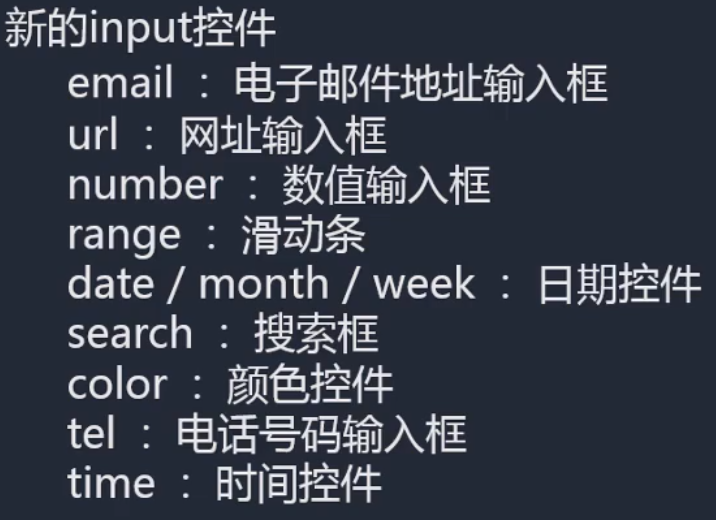 新的input控件
email : 电子邮件地址输入框
url : 网址输入框
number : 数值输入框
range : 滑动条
date / month / week : 日期控件
search : 搜索框
color : 颜色控件
tel : 电话号码输入框
time : 时间控件